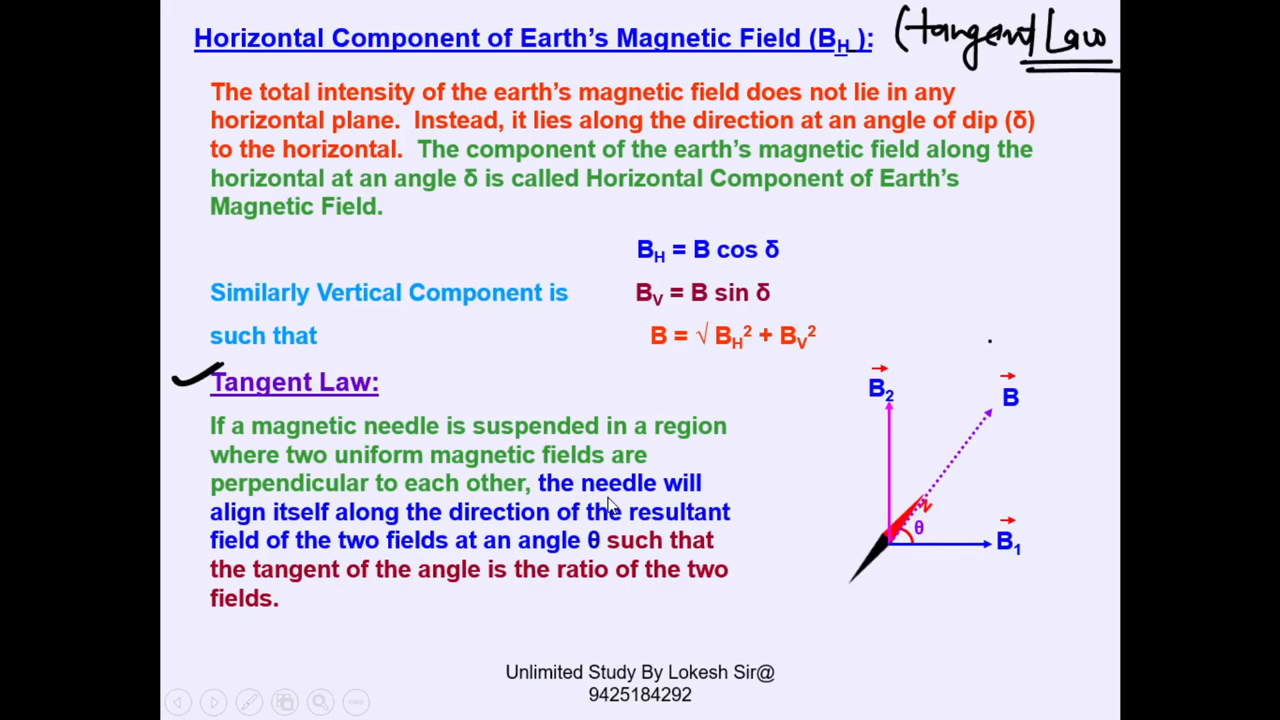 Horizontal Component of Earth's Magnetic Field (B_H): (tangent Law
The total intensity of the earth's magnetic field does not lie in any
horizontal plane. Instead, it lies along the direction at an angle of dip (δ)
to the horizontal. The component of the earth's magnetic field along the
horizontal at an angle δ is called Horizontal Component of Earth's
Magnetic Field.
B_H = B cos δ
Similarly Vertical Component is B_V = B sin δ
such that B = √ B_H² + B_V²
Tangent Law:
If a magnetic needle is suspended in a region
where two uniform magnetic fields are
perpendicular to each other, the needle will
align itself along the direction of the resultant
field of the two fields at an angle θ such that
the tangent of the angle is the ratio of the two
fields.
B₂
B
N
θ
B₁
Unlimited Study By Lokesh Sir@
9425184292